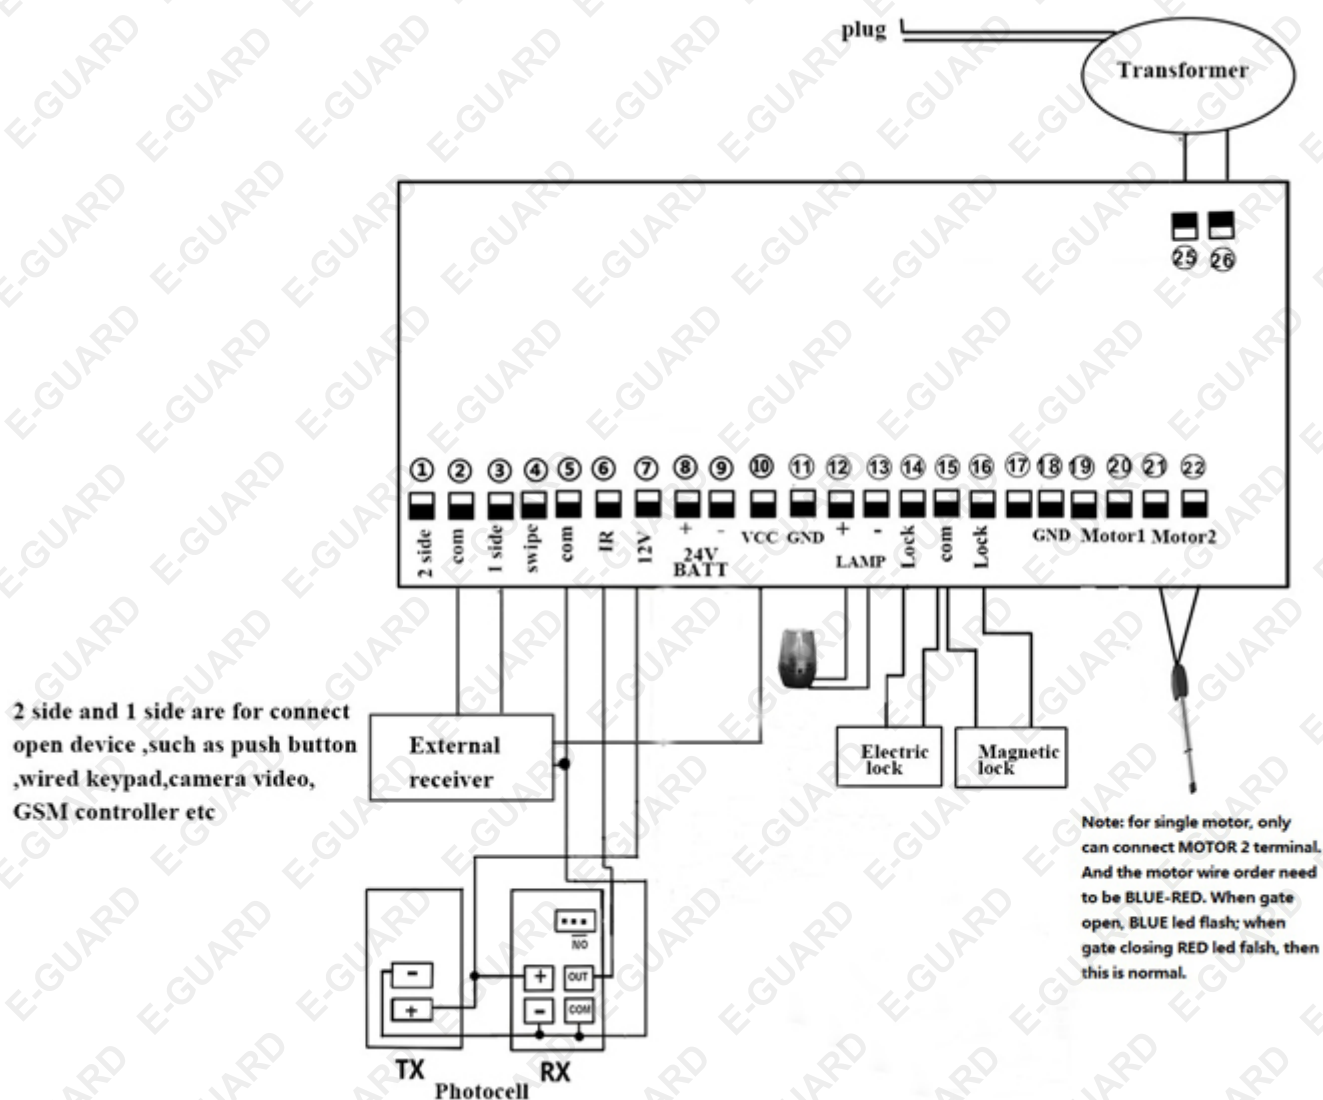 plug
Transformer
25 26
1 2 3 4 5 6 7 8 9 10 11 12 13 14 15 16 17 18 19 20 21 22
2 side
com
1 side
swipe
com
IR
12V
+ -
24V
BATT
VCC GND
+ -
LAMP
Lock
com
Lock
GND Motor1 Motor2
2 side and 1 side are for connect
open device ,such as push button
,wired keypad,camera video,
GSM controller etc
External
receiver
Electric
lock
Magnetic
lock
Note: for single motor, only
can connect MOTOR 2 terminal.
And the motor wire order need
to be BLUE-RED. When gate
open, BLUE led flash; when
gate closing RED led falsh, then
this is normal.
NO
-
+
+ OUT
- COM
TX RX
Photocell
E-GUARD